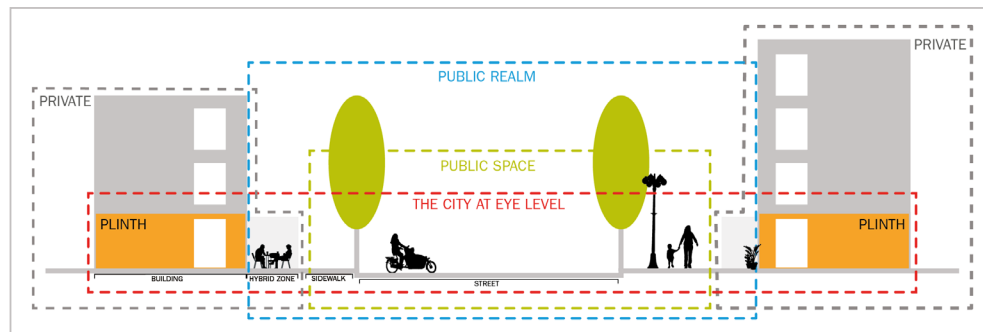 PRIVATE
PUBLIC REALM
PRIVATE
PUBLIC SPACE
THE CITY AT EYE LEVEL
PLINTH
PLINTH
BUILDING
HYBRID ZONE
SIDEWALK
STREET